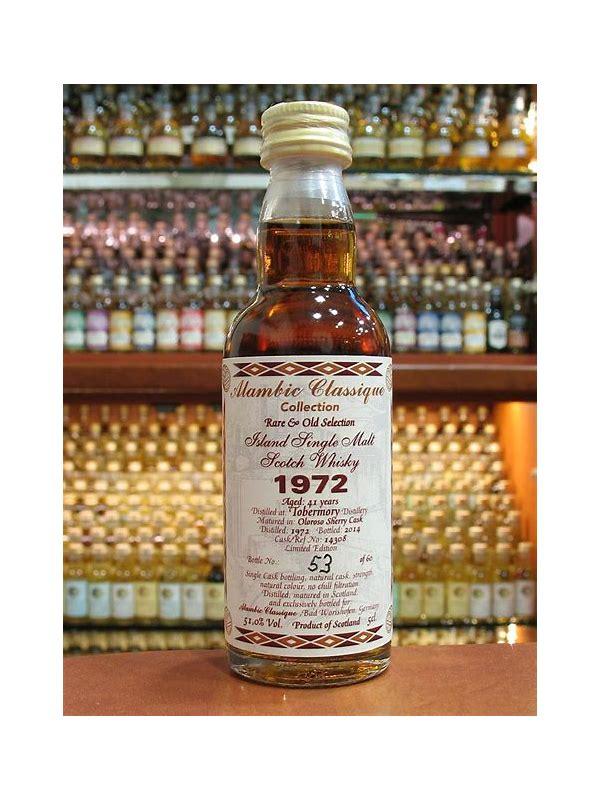 Alambic Classique
Collection
Rare & Old Selection
Island Single Malt
Scotch Whisky
1972
Aged: 41 years
Distilled at Tobermory Distillery
Matured in: Oloroso Sherry Cask
Distilled: 1972 Bottled: 2014
Cask/Ref No: 14308
Limited Edition
Bottle No.: 53 of 60
Single Cask bottling, natural cask, strength,
natural colour, no chill filtration
Distilled, matured in Scotland,
and exclusively bottled for:
Alambic Classique /Bad Worishofen, Germany
51,0% Vol. Product of Scotland 5cl.